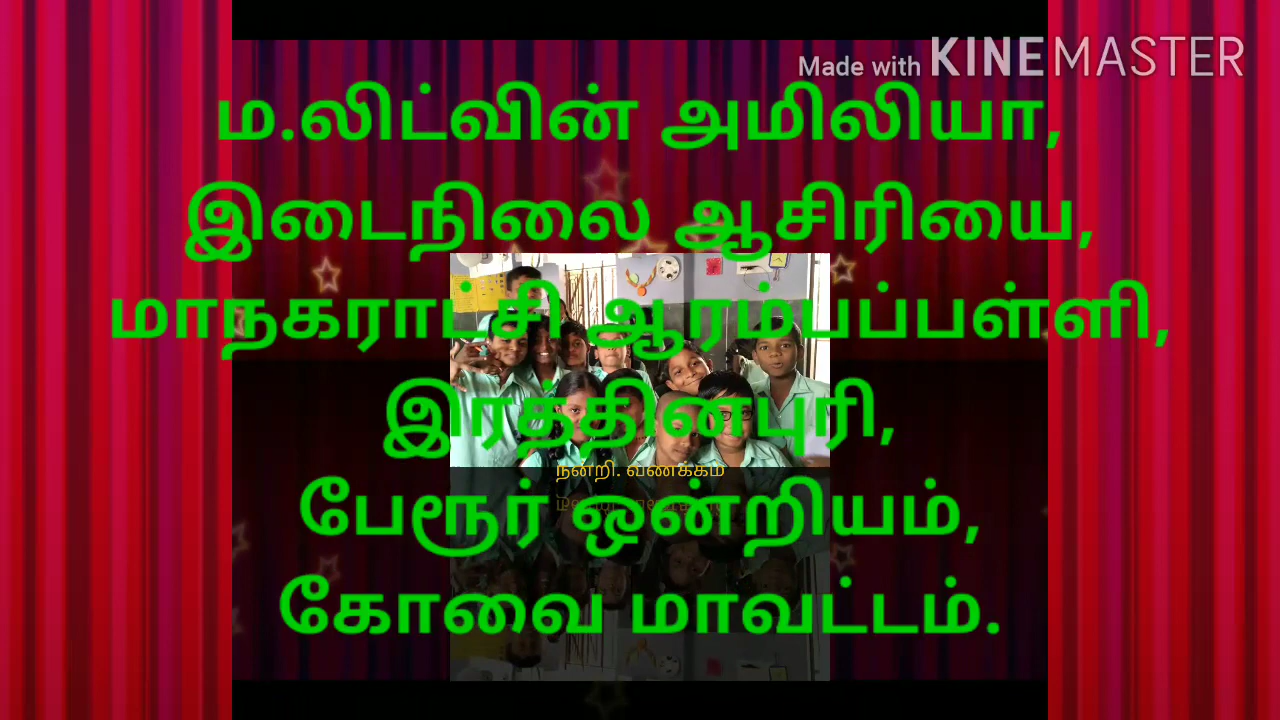 Made with KINEMASTER
ம.லிட்வின் அமிலியா,
இடைநிலை ஆசிரியை,
மாநகராட்சி ஆரம்பப்பள்ளி,
இரத்தினபுரி,
நன்றி. வணக்கம்
பேரூர் ஒன்றியம்,
கோவை மாவட்டம்.